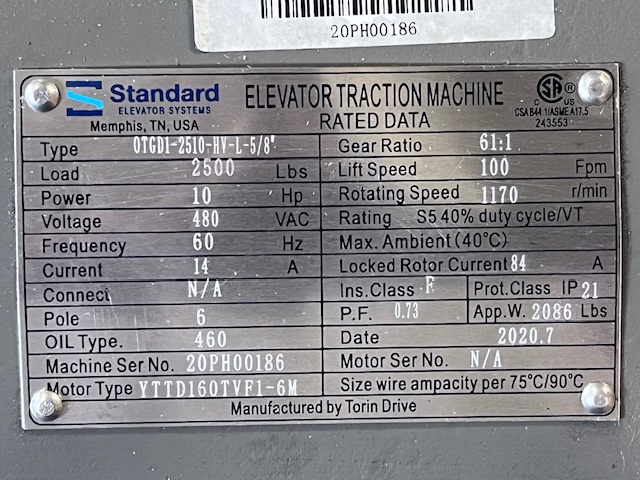 20PH00186
Standard
ELEVATOR SYSTEMS
Memphis, TN, USA
ELEVATOR TRACTION MACHINE
RATED DATA
CSA B44.1/ASME A17.5
243553
C SA ® US
Type OTGD1-2510-HV-L-5/8" Gear Ratio 61:1
Load 2500 Lbs Lift Speed 100 Fpm
Power 10 Hp Rotating Speed 1170 r/min
Voltage 480 VAC Rating S5 40% duty cycle/VT
Frequency 60 Hz Max. Ambient (40°C)
Current 14 A Locked Rotor Current 84 A
Connect N/A Ins.Class F Prot.Class IP 21
Pole 6 P.F. 0.73 App.W. 2086 Lbs
OIL Type. 460 Date 2020.7
Machine Ser No. 20PH00186 Motor Ser No. N/A
Motor Type YTTD160TVF1-6M Size wire ampacity per 75°C/90°C
Manufactured by Torin Drive